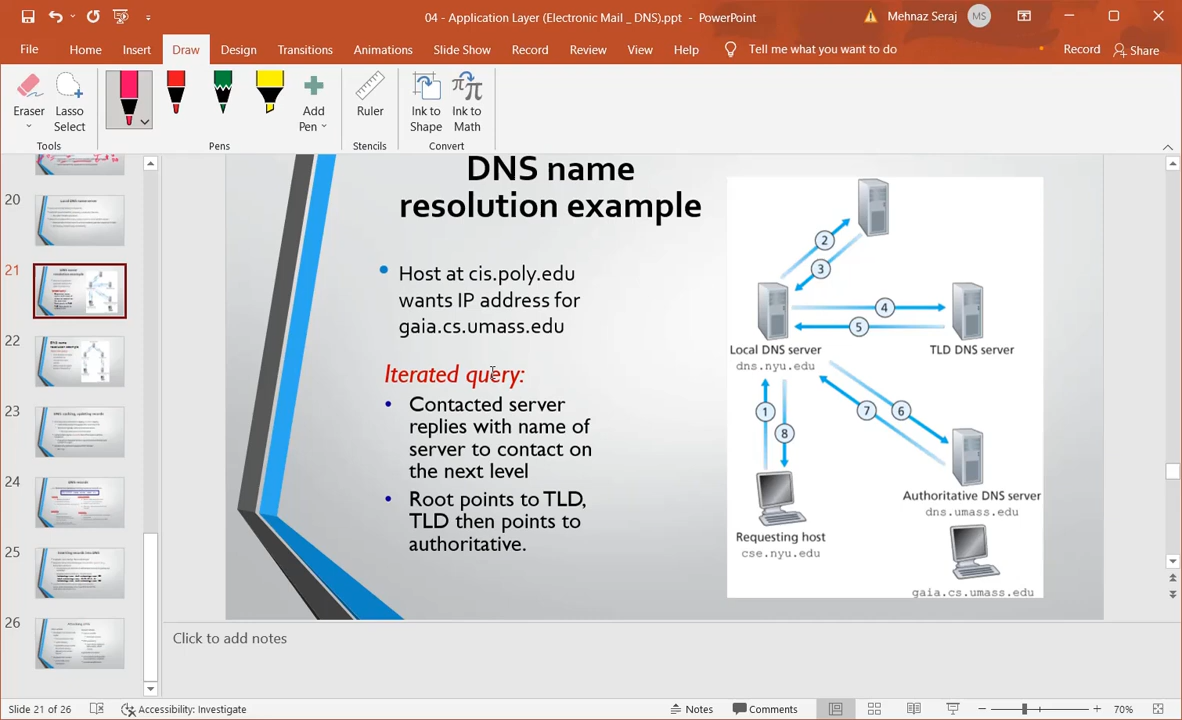 04 - Application Layer (Electronic Mail _ DNS).ppt - PowerPoint
Mehnaz Seraj
MS
File
Home
Insert
Draw
Design
Transitions
Animations
Slide Show
Record
Review
View
Help
Tell me what you want to do
Record
Share
Eraser
Lasso
Select
Add
Pen
Ruler
Ink to
Shape
Ink to
Math
Tools
Pens
Stencils
Convert
20
21
22
23
24
25
26
DNS name
resolution example
Host at cis.poly.edu
wants IP address for
gaia.cs.umass.edu
Iterated query:
Contacted server
replies with name of
server to contact on
the next level
Root points to TLD,
TLD then points to
authoritative.
2
3
4
5
Local DNS server
dns.nyu.edu
TLD DNS server
1
8
7
6
Authoritative DNS server
dns.umass.edu
Requesting host
cse.nyu.edu
gaia.cs.umass.edu
Click to add notes
Slide 21 of 26
Accessibility: Investigate
Notes
Comments
70%